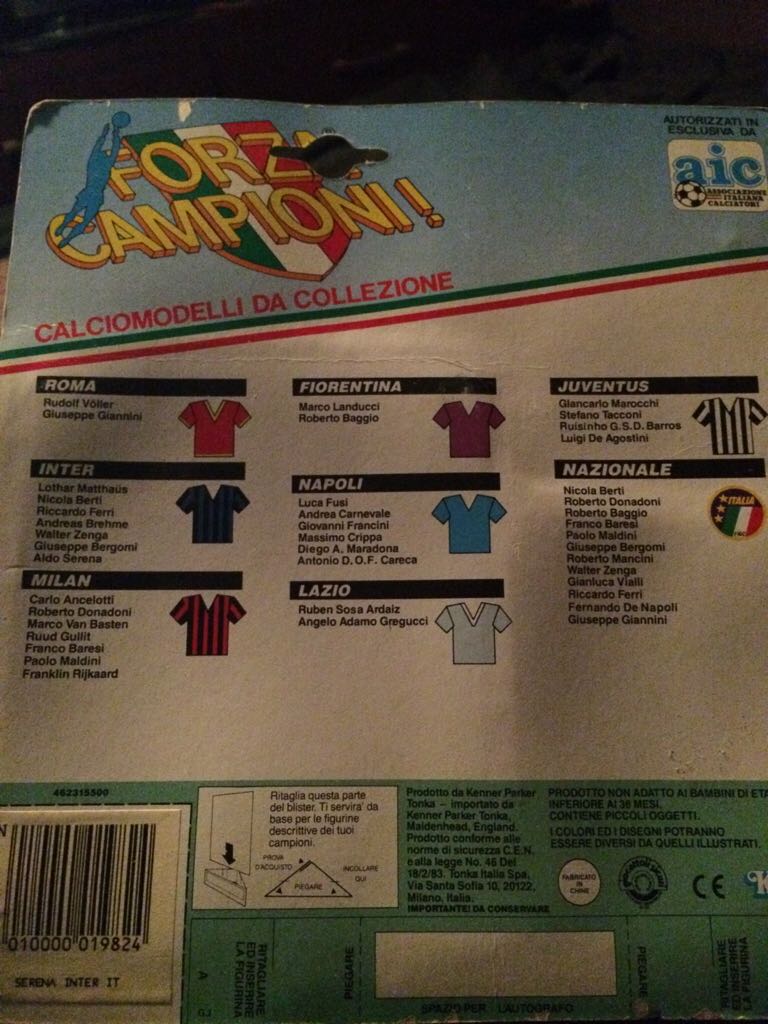 FORZA
CAMPIONI!
CALCIOMODELLI DA COLLEZIONE
AUTORIZZATI IN
ESCLUSIVA DA
aic
ASSOCIAZIONE
ITALIANA
CALCIATORI
ROMA
Rudolf Völler
Giuseppe Giannini
INTER
Lothar Matthaüs
Nicola Berti
Riccardo Ferri
Andreas Brehme
Walter Zenga
Giuseppe Bergomi
Aldo Serena
MILAN
Carlo Ancelotti
Roberto Donadoni
Marco Van Basten
Ruud Gullit
Franco Baresi
Paolo Maldini
Franklin Rijkaard
FIORENTINA
Marco Landucci
Roberto Baggio
NAPOLI
Luca Fusi
Andrea Carnevale
Giovanni Francini
Massimo Crippa
Diego A. Maradona
Antonio D.O.F. Careca
LAZIO
Ruben Sosa Ardaiz
Angelo Adamo Gregucci
JUVENTUS
Giancarlo Marocchi
Stefano Tacconi
Ruisinho G.S.D. Barros
Luigi De Agostini
NAZIONALE
Nicola Berti
Roberto Donadoni
Roberto Baggio
Franco Baresi
Paolo Maldini
Giuseppe Bergomi
Roberto Mancini
Walter Zenga
Gianluca Vialli
Riccardo Ferri
Fernando De Napoli
Giuseppe Giannini
ITALIA
462315500
N
010000 019824
SERENA INTER IT
Ritaglia questa parte
del blister. Ti servira' da
base per le figurine
descrittive dei tuoi
campioni.
PROVA
D'ACQUISTO
PIEGARE
INCOLLARE
QUI
Prodotto da Kenner Parker
Tonka – importato da
Kenner Parker Tonka,
Maidenhead, England.
Prodotto conforme alle
norme di sicurezza C.E.N.
e alla legge No. 46 Del
18/2/83. Tonka Italia Spa,
Via Santa Sofia 10, 20122,
Milano, Italia.
IMPORTANTE! DA CONSERVARE
PRODOTTO NON ADATTO AI BAMBINI DI ETA
INFERIORE AI 36 MESI.
CONTIENE PICCOLI OGGETTI.
I COLORI ED I DISEGNI POTRANNO
ESSERE DIVERSI DA QUELLI ILLUSTRATI.
FABRICATO
IN
CHINE
CE
K
A
GJ
RITAGLIARE
ED INSERIRE
LA FIGURINA
PIEGARE
SPAZIO PER L'AUTOGRAFO
PIEGARE
RITAGLIARE
ED INSERIRE
LA FIGURINA